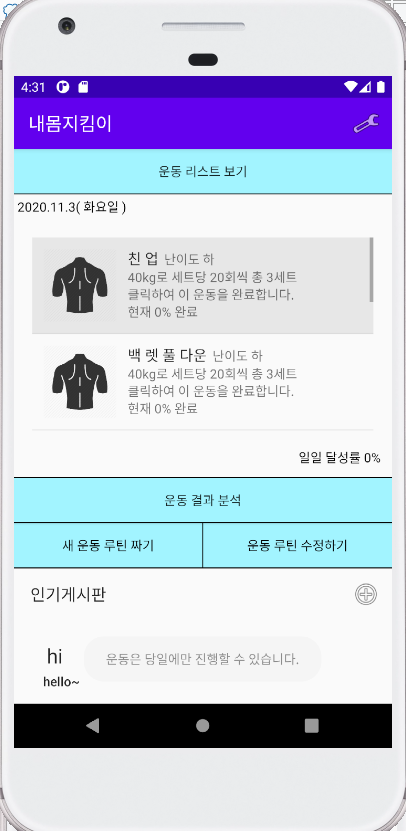 4:31
내몸지킴이
운동 리스트 보기
2020.11.3( 화요일 )
친 업 난이도 하
40kg로 세트당 20회씩 총 3세트
클릭하여 이 운동을 완료합니다.
현재 0% 완료
백 렛 풀 다운 난이도 하
40kg로 세트당 20회씩 총 3세트
클릭하여 이 운동을 완료합니다.
현재 0% 완료
일일 달성률 0%
운동 결과 분석
새 운동 루틴 짜기
운동 루틴 수정하기
인기게시판
hi
운동은 당일에만 진행할 수 있습니다.
hello~